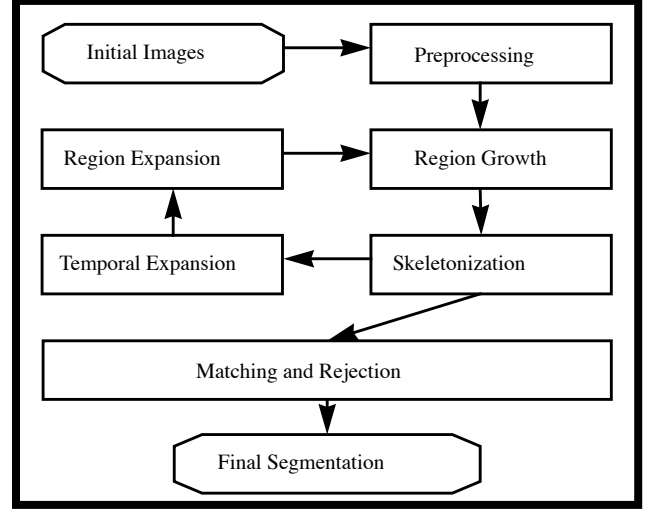 Initial Images
Preprocessing
Region Expansion
Region Growth
Temporal Expansion
Skeletonization
Matching and Rejection
Final Segmentation